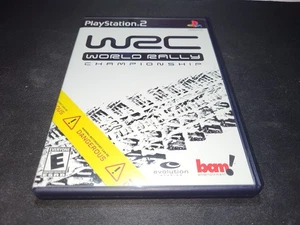 PlayStation 2
WRC
WORLD RALLY
CHAMPIONSHIP
DANGEROUS
E
evolution
bam!